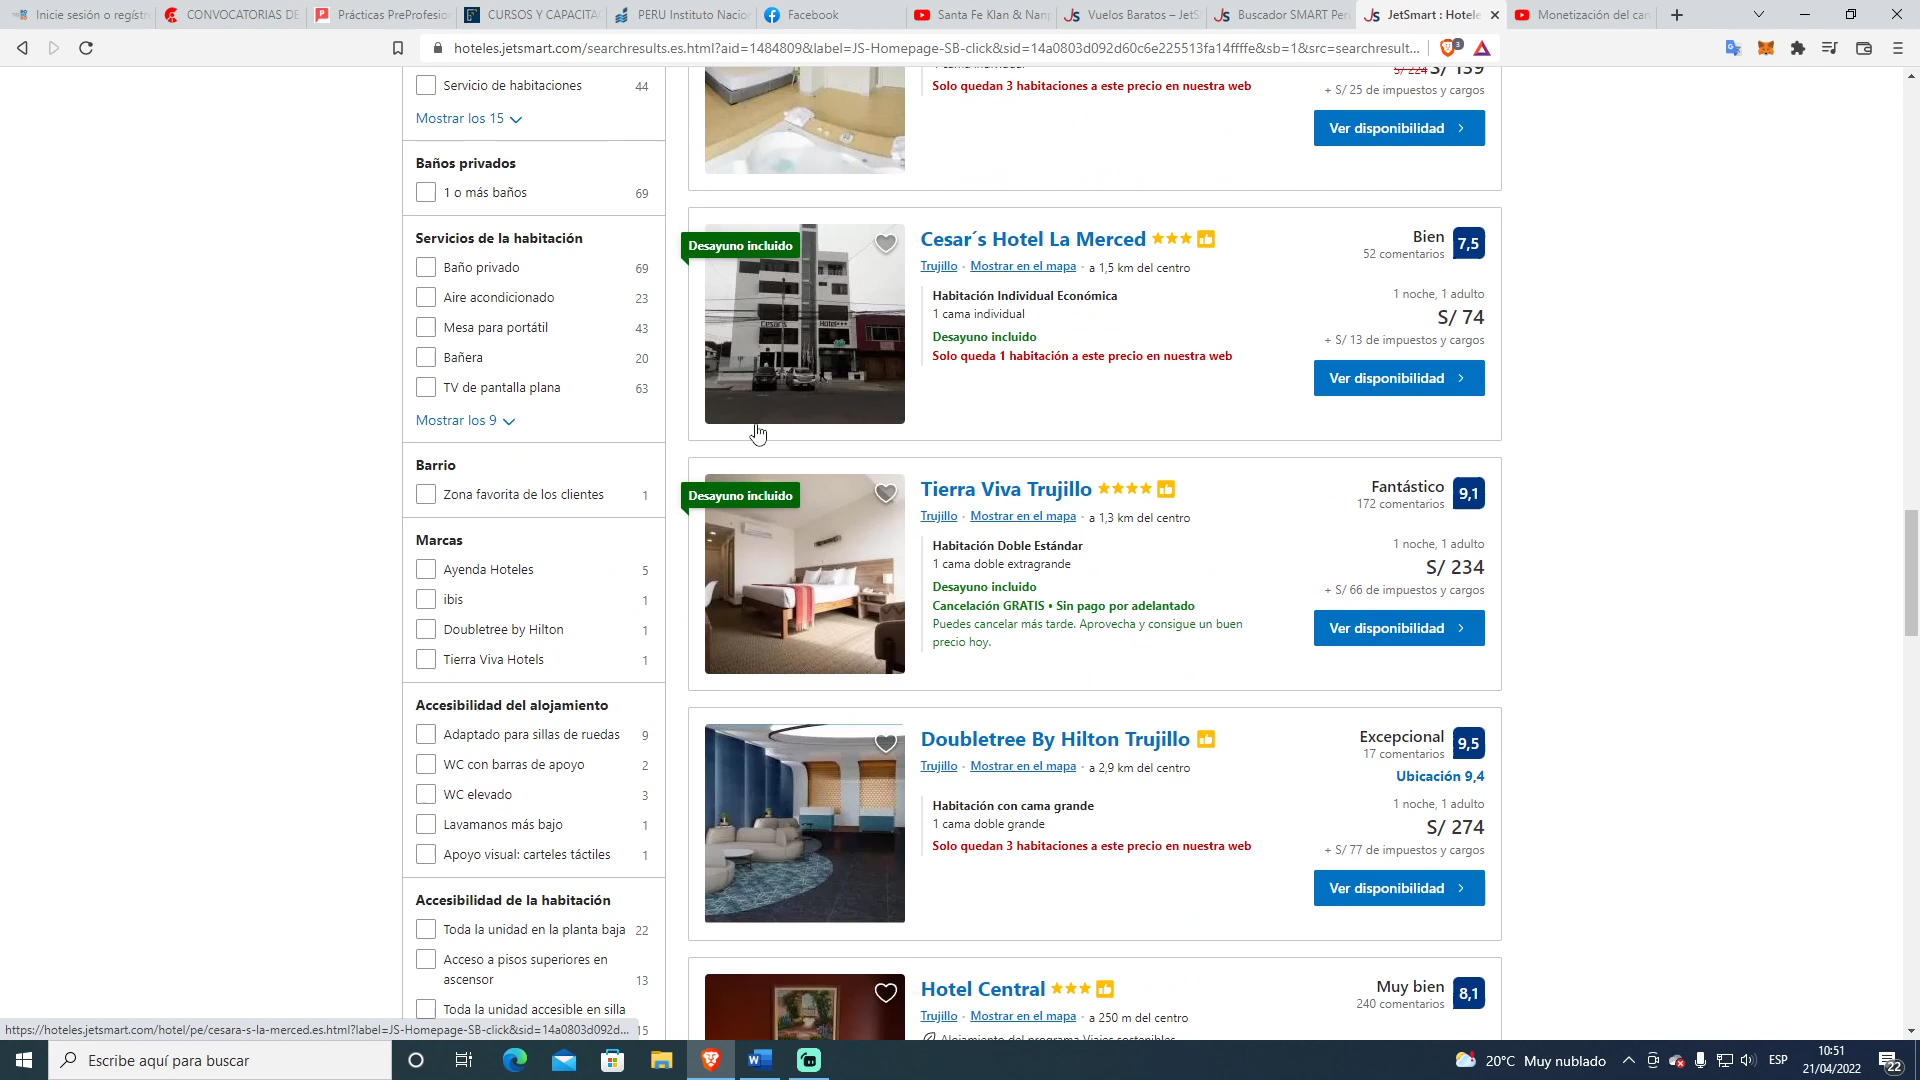 Inicie sesión o regístr
CONVOCATORIAS DE
Prácticas PreProfesio
CURSOS Y CAPACITA
PERU Instituto Nacio
Facebook
Santa Fe Klan & Nan
Vuelos Baratos – JetS
Buscador SMART Per
JetSmart : Hotele
Monetización del can
hoteles.jetsmart.com/searchresults.es.html?aid=1484809&label=JS-Homepage-SB-click&sid=14a0803d092d60c6e225513fa14ffffe&sb=1&src=searchresult...
3
Servicio de habitaciones 44
Mostrar los 15
Baños privados
1 o más baños 69
Servicios de la habitación
Baño privado 69
Aire acondicionado 23
Mesa para portátil 43
Bañera 20
TV de pantalla plana 63
Mostrar los 9
Barrio
Zona favorita de los clientes 1
Marcas
Ayenda Hoteles 5
ibis 1
Doubletree by Hilton 1
Tierra Viva Hotels 1
Accesibilidad del alojamiento
Adaptado para sillas de ruedas 9
WC con barras de apoyo 2
WC elevado 3
Lavamanos más bajo 1
Apoyo visual: carteles táctiles 1
Accesibilidad de la habitación
Toda la unidad en la planta baja 22
Acceso a pisos superiores en
ascensor 13
Toda la unidad accesible en silla
15
1 cama individual
Solo quedan 3 habitaciones a este precio en nuestra web
S/ 224 S/ 139
+ S/ 25 de impuestos y cargos
Ver disponibilidad
Desayuno incluido
Cesar´s Hotel La Merced
Trujillo · Mostrar en el mapa · a 1,5 km del centro
Habitación Individual Económica
1 cama individual
Desayuno incluido
Solo queda 1 habitación a este precio en nuestra web
Bien 7,5
52 comentarios
1 noche, 1 adulto
S/ 74
+ S/ 13 de impuestos y cargos
Ver disponibilidad
Desayuno incluido
Tierra Viva Trujillo
Trujillo · Mostrar en el mapa · a 1,3 km del centro
Habitación Doble Estándar
1 cama doble extragrande
Desayuno incluido
Cancelación GRATIS • Sin pago por adelantado
Puedes cancelar más tarde. Aprovecha y consigue un buen
precio hoy.
Fantástico 9,1
172 comentarios
1 noche, 1 adulto
S/ 234
+ S/ 66 de impuestos y cargos
Ver disponibilidad
Doubletree By Hilton Trujillo
Trujillo · Mostrar en el mapa · a 2,9 km del centro
Habitación con cama grande
1 cama doble grande
Solo quedan 3 habitaciones a este precio en nuestra web
Excepcional 9,5
17 comentarios
Ubicación 9,4
1 noche, 1 adulto
S/ 274
+ S/ 77 de impuestos y cargos
Ver disponibilidad
Hotel Central
Trujillo · Mostrar en el mapa · a 250 m del centro
Alojamiento del programa Viajes sostenibles
Muy bien 8,1
240 comentarios
https://hoteles.jetsmart.com/hotel/pe/cesara-s-la-merced.es.html?label=JS-Homepage-SB-click&sid=14a0803d092d...
Escribe aquí para buscar
20°C Muy nublado
ESP
10:51
21/04/2022
22